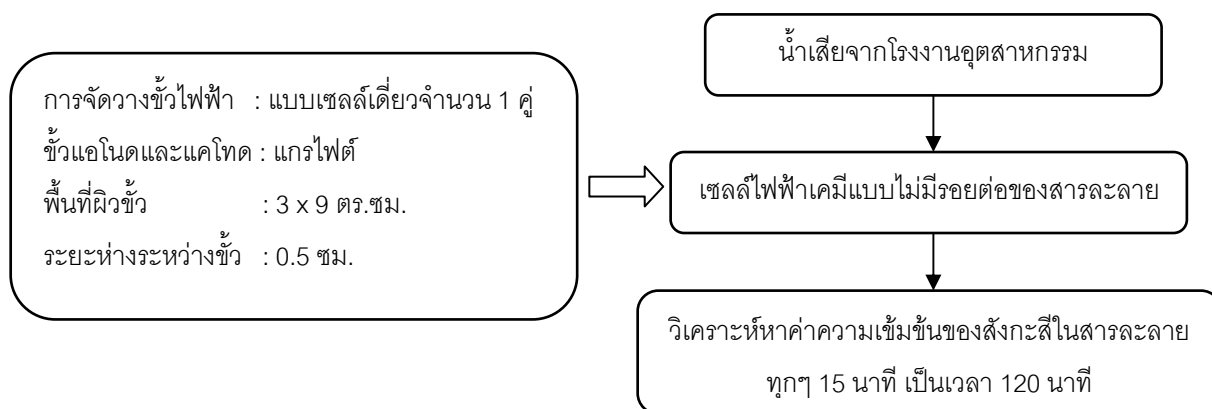 น้ำเสียจากโรงงานอุตสาหกรรม
การจัดวางขั้วไฟฟ้า : แบบเซลล์เดี่ยวจำนวน 1 คู่
ขั้วแอโนดและแคโทด : แกรไฟต์
พื้นที่ผิวขั้ว : 3 x 9 ตร.ซม.
ระยะห่างระหว่างขั้ว : 0.5 ซม.
เซลล์ไฟฟ้าเคมีแบบไม่มีรอยต่อของสารละลาย
วิเคราะห์หาค่าความเข้มข้นของสังกะสีในสารละลาย
ทุกๆ 15 นาที เป็นเวลา 120 นาที